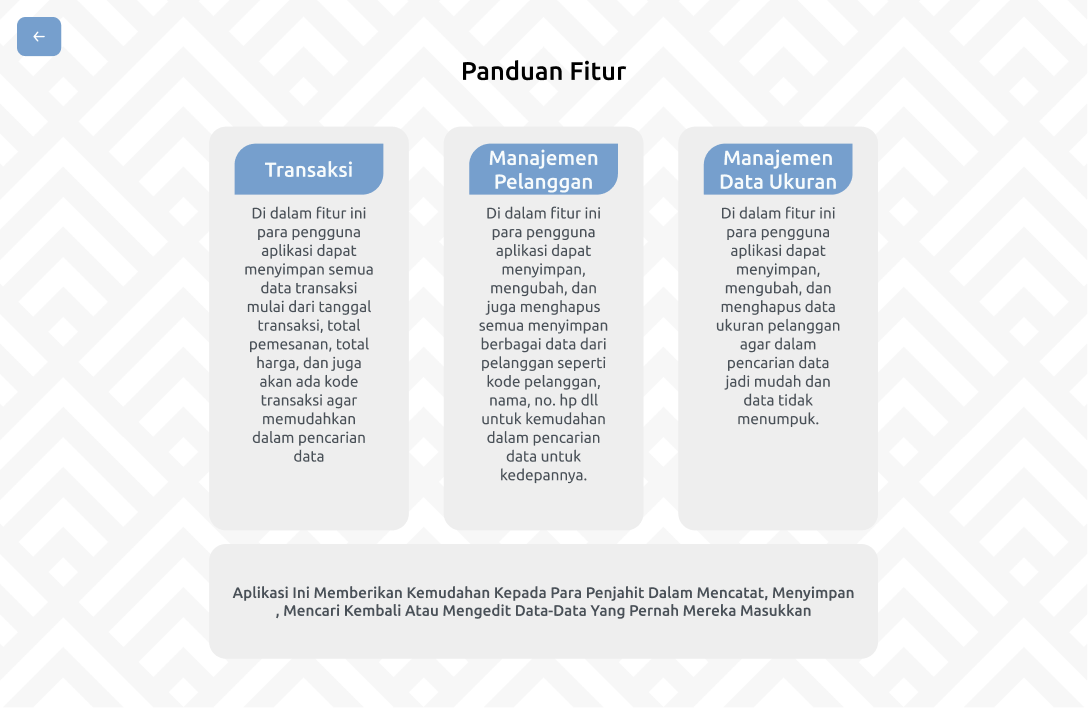 Panduan Fitur
Transaksi
Di dalam fitur ini
para pengguna
aplikasi dapat
menyimpan semua
data transaksi
mulai dari tanggal
transaksi, total
pemesanan, total
harga, dan juga
akan ada kode
transaksi agar
memudahkan
dalam pencarian
data
Manajemen
Pelanggan
Di dalam fitur ini
para pengguna
aplikasi dapat
menyimpan,
mengubah, dan
juga menghapus
semua menyimpan
berbagai data dari
pelanggan seperti
kode pelanggan,
nama, no. hp dll
untuk kemudahan
dalam pencarian
data untuk
kedepannya.
Manajemen
Data Ukuran
Di dalam fitur ini
para pengguna
aplikasi dapat
menyimpan,
mengubah, dan
menghapus data
ukuran pelanggan
agar dalam
pencarian data
jadi mudah dan
data tidak
menumpuk.
Aplikasi Ini Memberikan Kemudahan Kepada Para Penjahit Dalam Mencatat, Menyimpan
, Mencari Kembali Atau Mengedit Data-Data Yang Pernah Mereka Masukkan